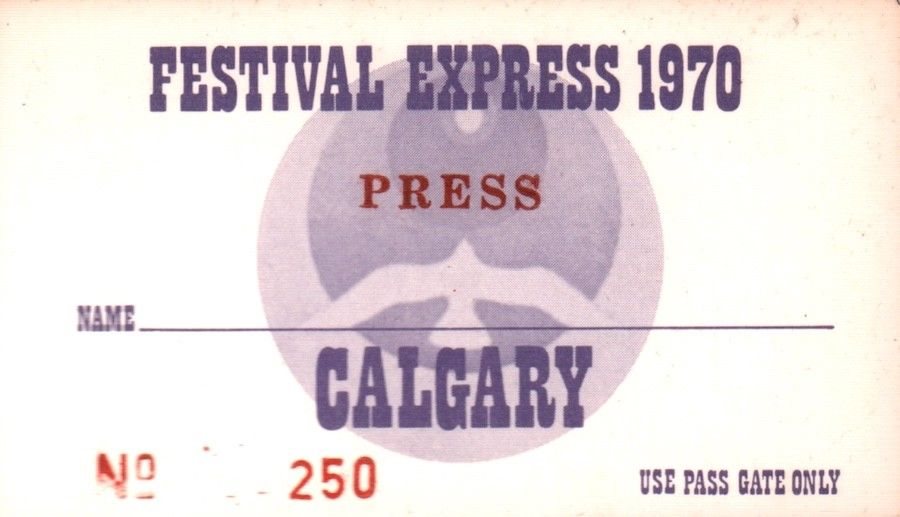 FESTIVAL EXPRESS 1970
PRESS
NAME
CALGARY
Nº 250
USE PASS GATE ONLY